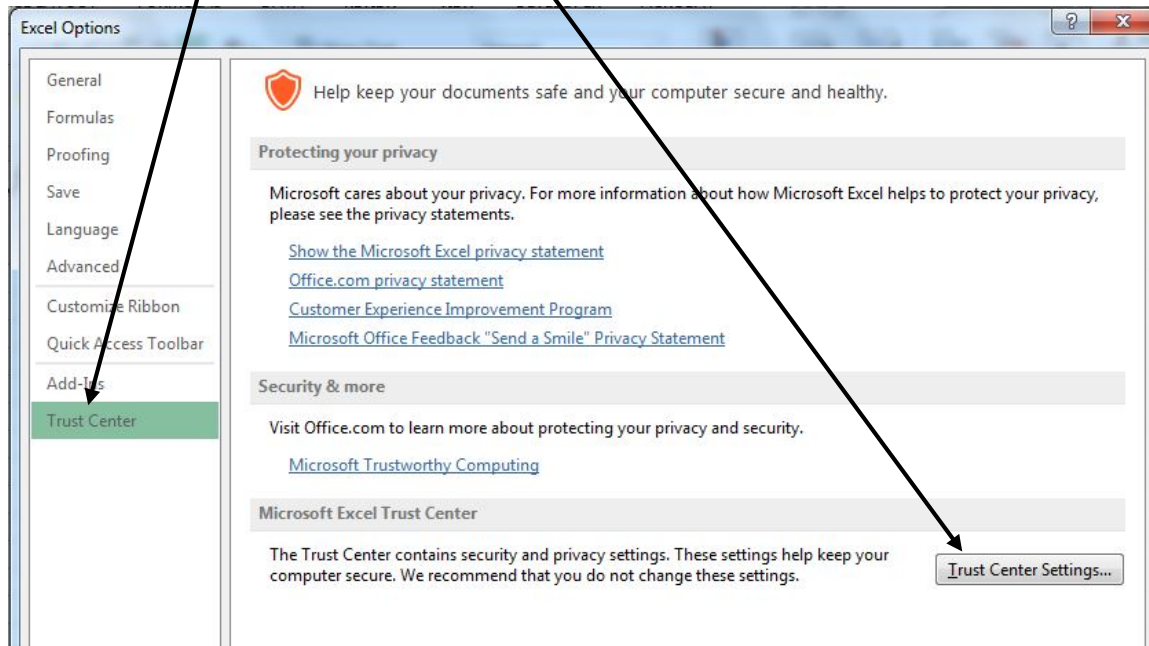 Excel Options
General
Formulas
Proofing
Save
Language
Advanced
Customize Ribbon
Quick Access Toolbar
Add-Ins
Trust Center
Help keep your documents safe and your computer secure and healthy.
Protecting your privacy
Microsoft cares about your privacy. For more information about how Microsoft Excel helps to protect your privacy,
please see the privacy statements.
Show the Microsoft Excel privacy statement
Office.com privacy statement
Customer Experience Improvement Program
Microsoft Office Feedback "Send a Smile" Privacy Statement
Security & more
Visit Office.com to learn more about protecting your privacy and security.
Microsoft Trustworthy Computing
Microsoft Excel Trust Center
The Trust Center contains security and privacy settings. These settings help keep your
computer secure. We recommend that you do not change these settings.
Trust Center Settings...